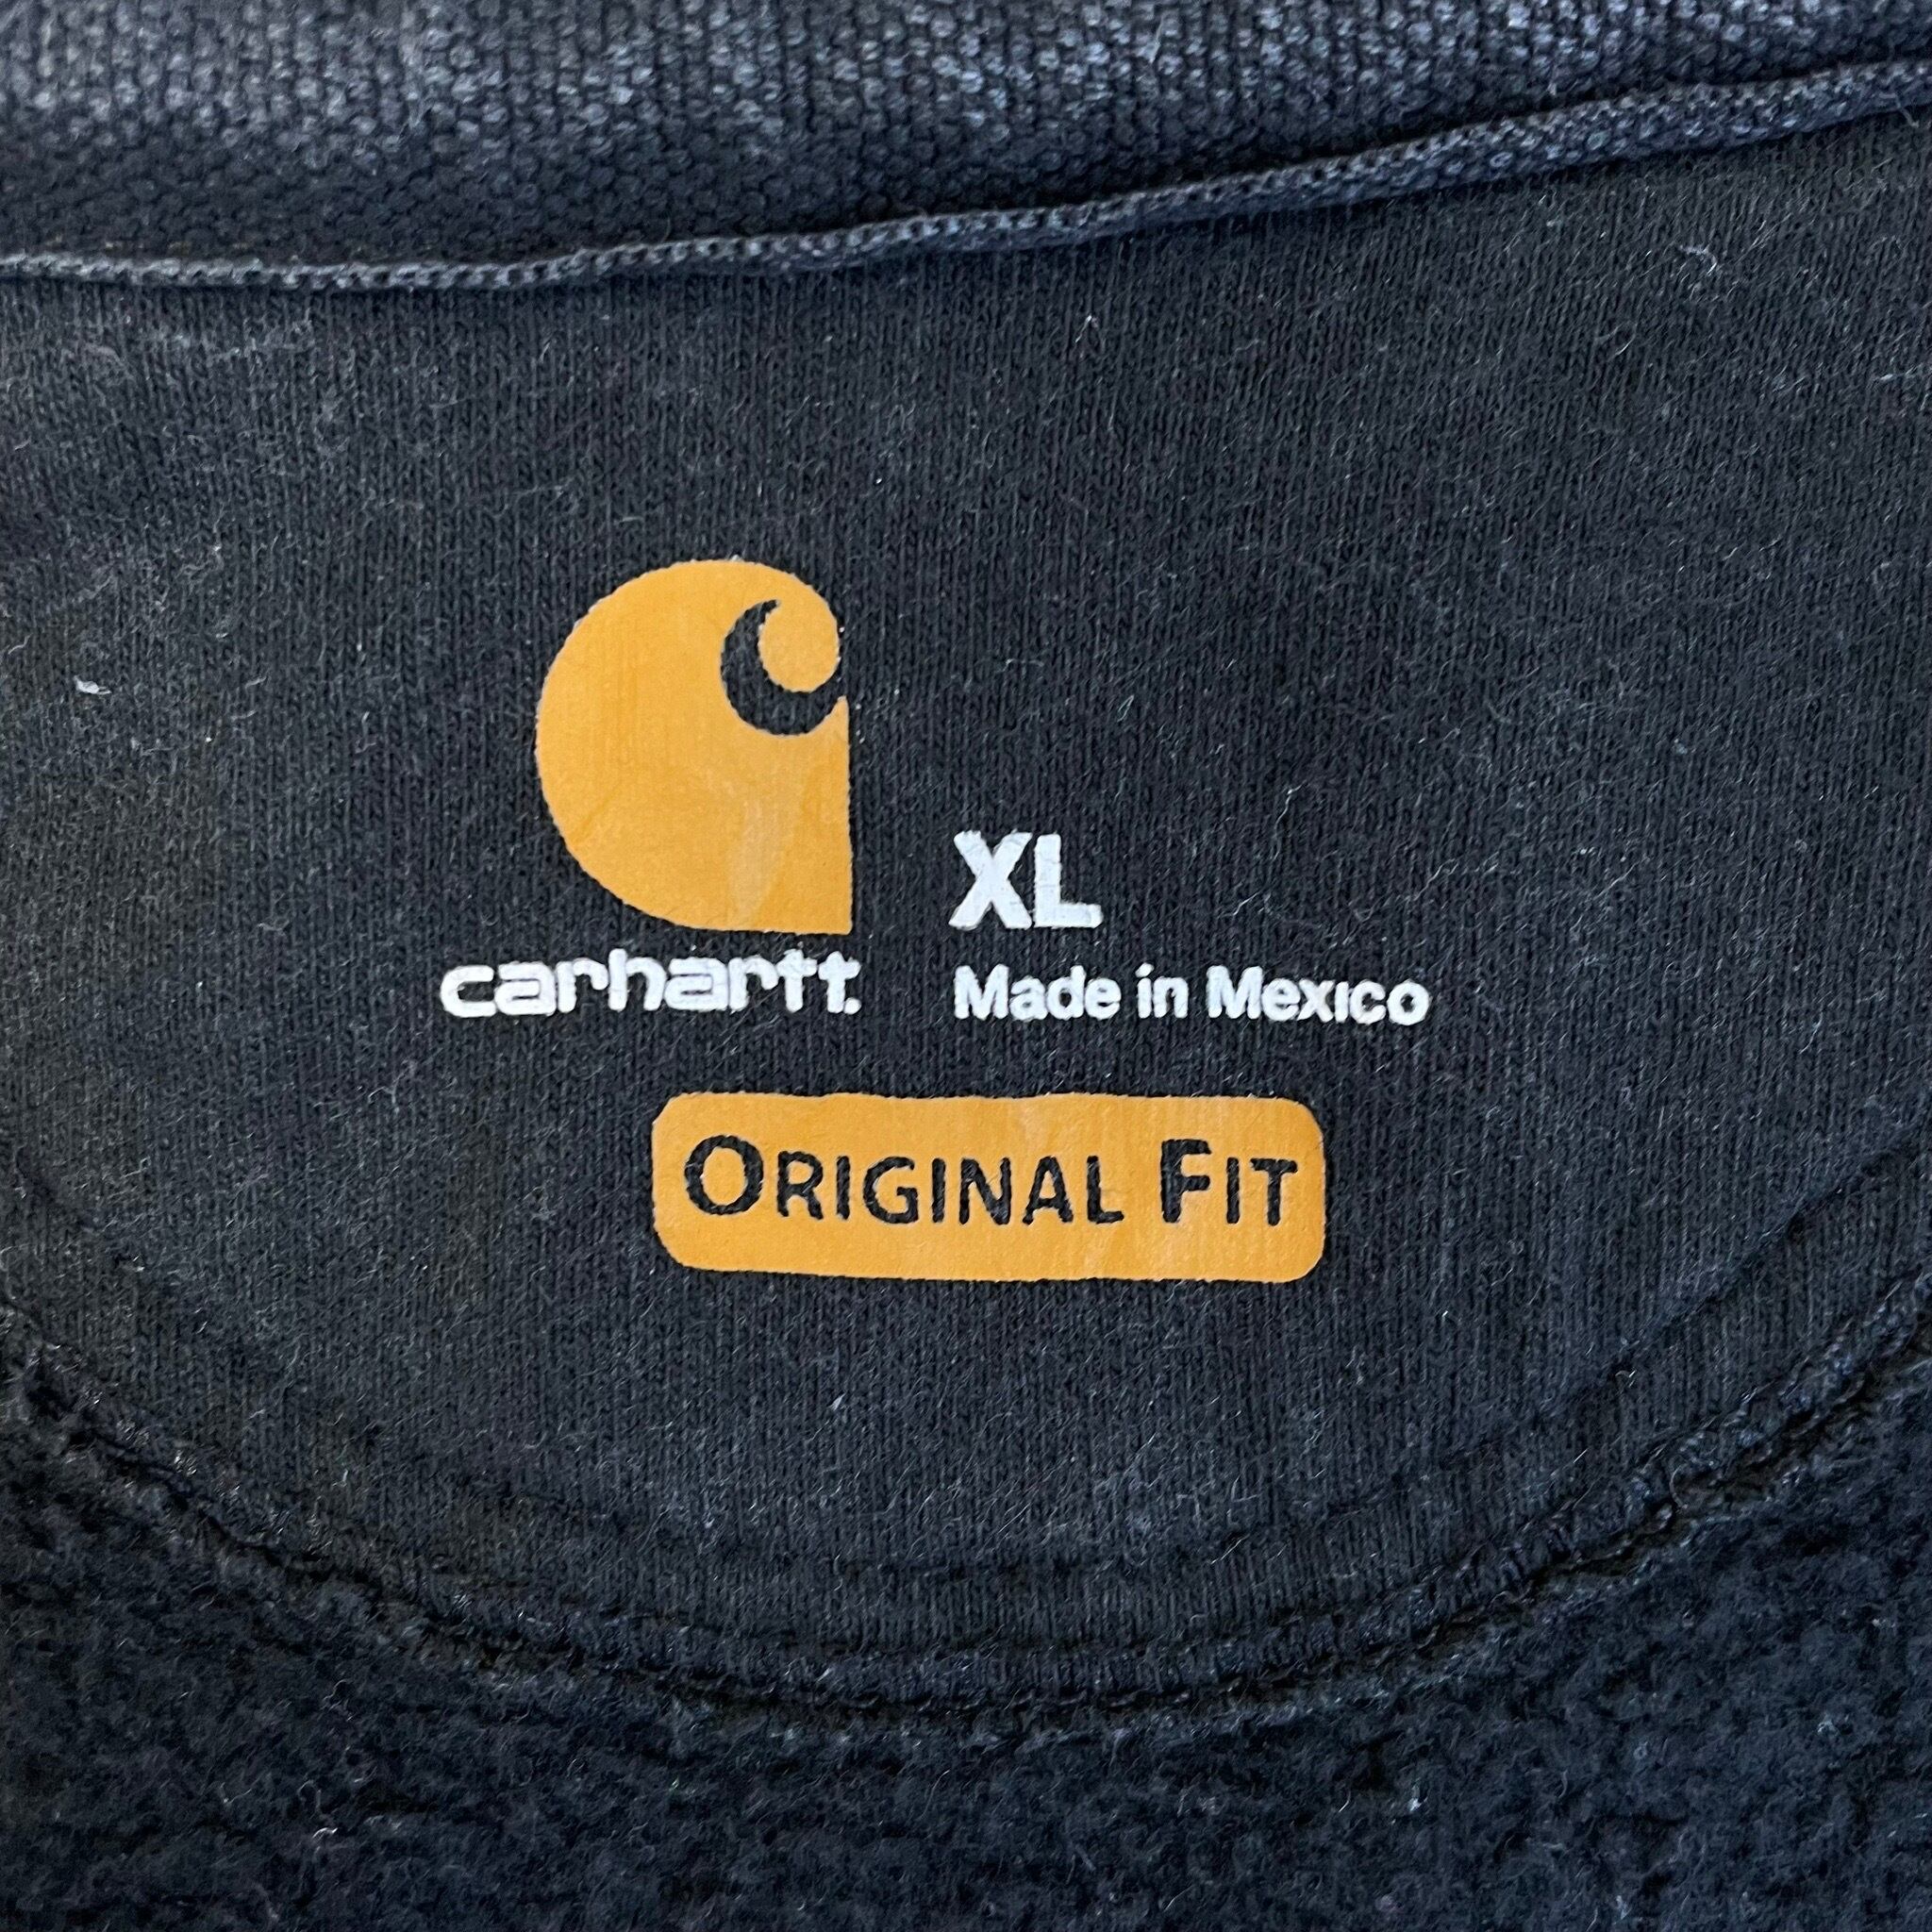 XL
carhartt.
Made in Mexico
ORIGINAL FIT